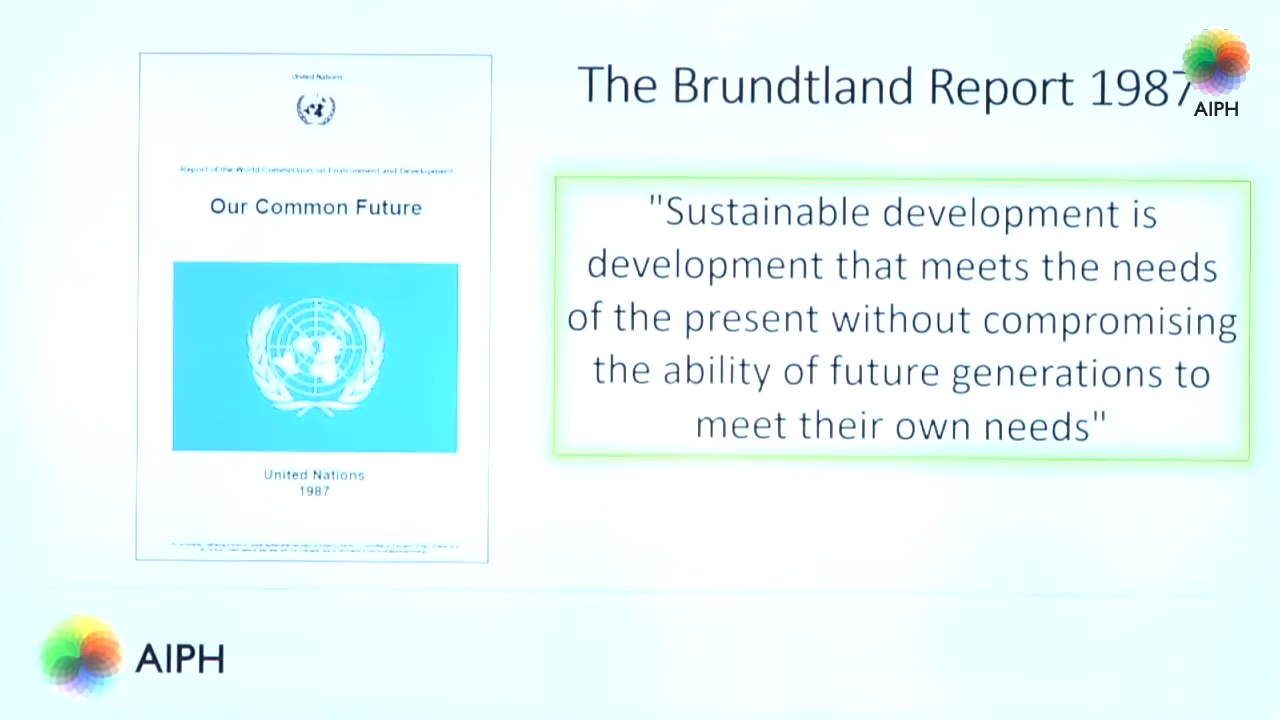 United Nations
Report of the World Commission on Environment and Development
Our Common Future
United Nations
1987
The Brundtland Report 1987
AIPH
"Sustainable development is
development that meets the needs
of the present without compromising
the ability of future generations to
meet their own needs"
AIPH